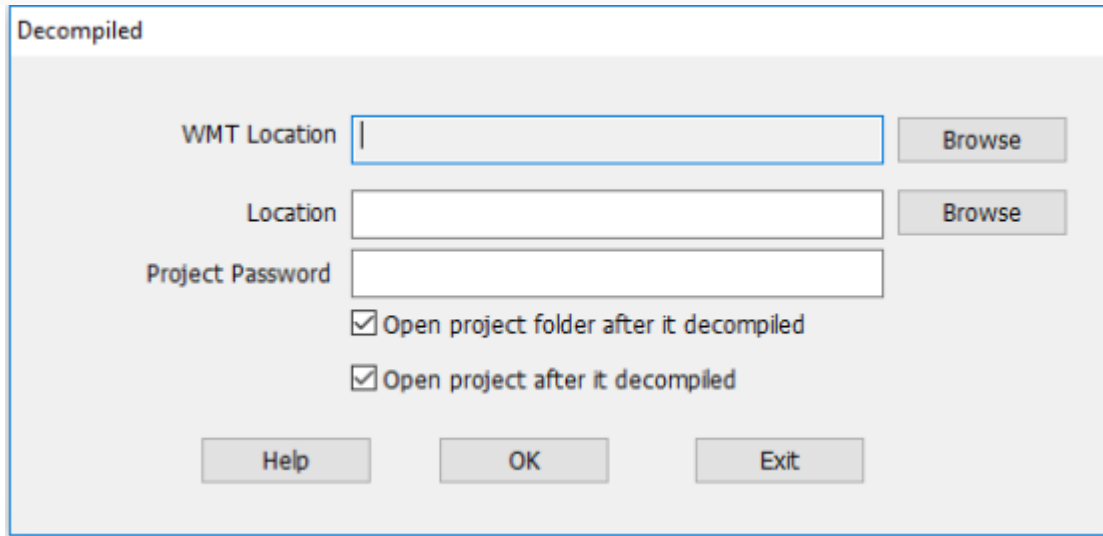 Decompiled
WMT Location
Browse
Location
Browse
Project Password
Open project folder after it decompiled
Open project after it decompiled
Help OK Exit